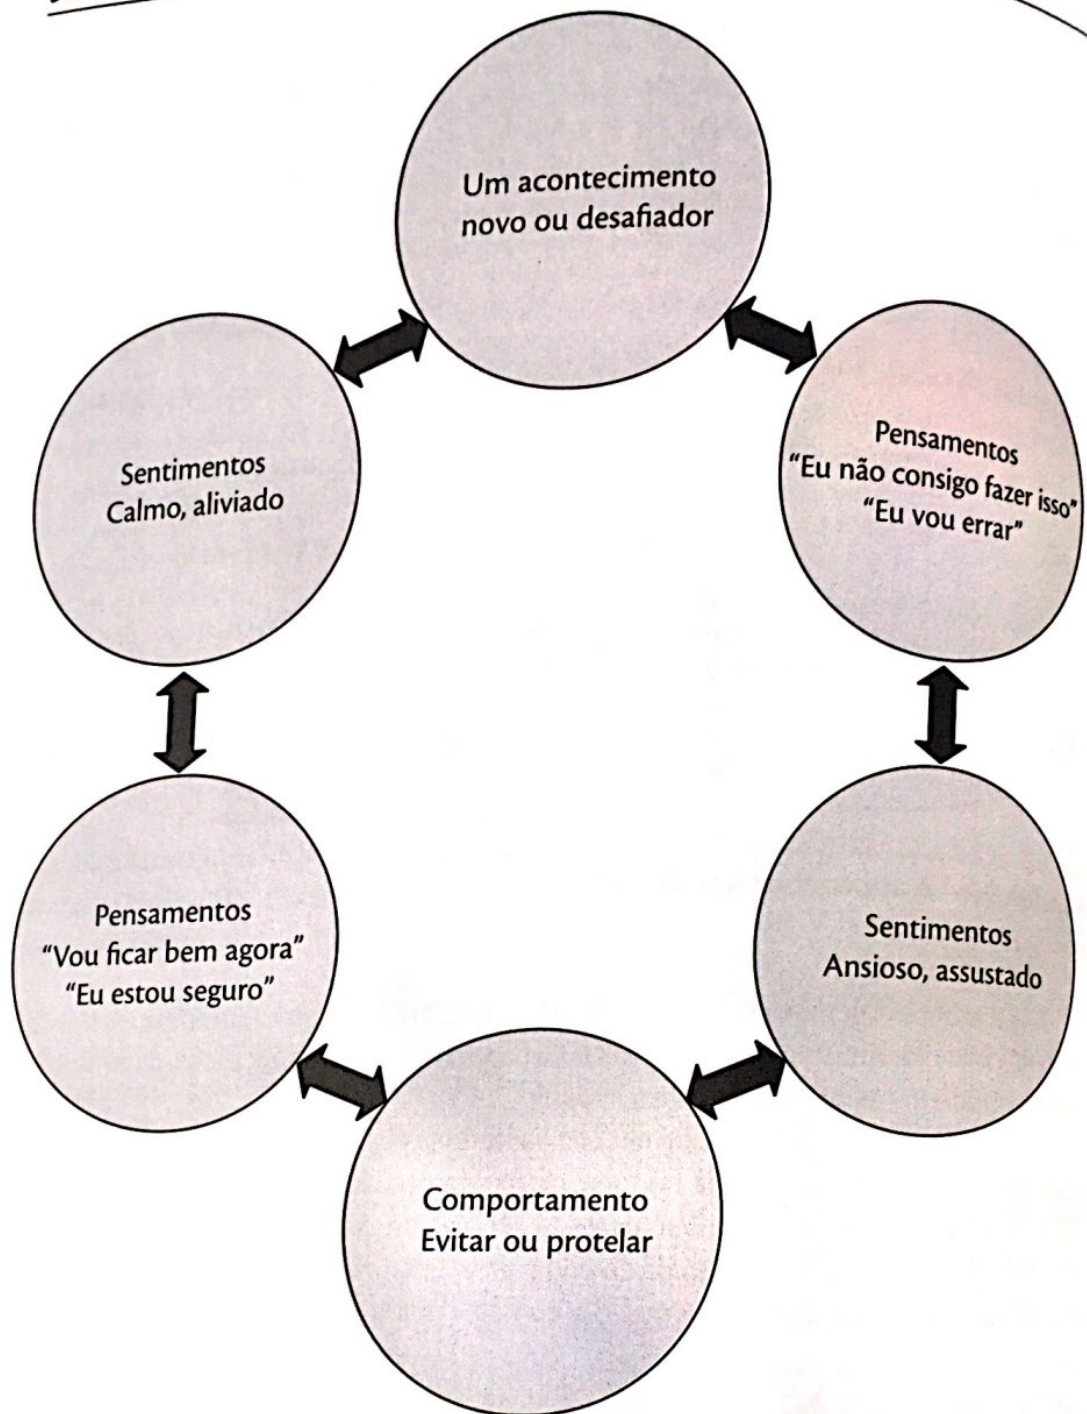 Um acontecimento
novo ou desafiador
Pensamentos
“Eu não consigo fazer isso”
“Eu vou errar”
Sentimentos
Ansioso, assustado
Comportamento
Evitar ou protelar
Pensamentos
“Vou ficar bem agora”
“Eu estou seguro”
Sentimentos
Calmo, aliviado